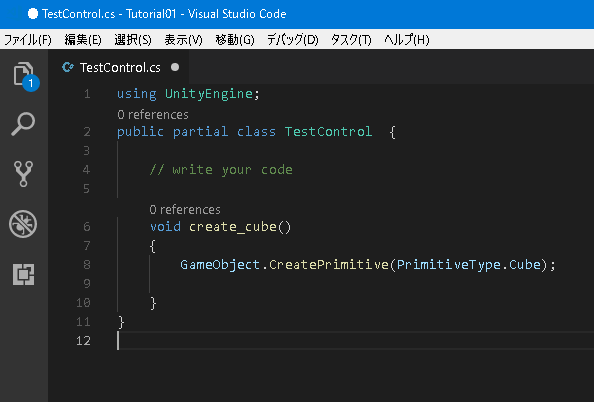 ● TestControl.cs - Tutorial01 - Visual Studio Code
ファイル(F) 編集(E) 選択(S) 表示(V) 移動(G) デバッグ(D) タスク(T) ヘルプ(H)
1
TestControl.cs ●
1 using UnityEngine;
0 references
2 public partial class TestControl  {
3
4 // write your code
5
0 references
6 void create_cube()
7 {
8 GameObject.CreatePrimitive(PrimitiveType.Cube);
9
10 }
11 }
12